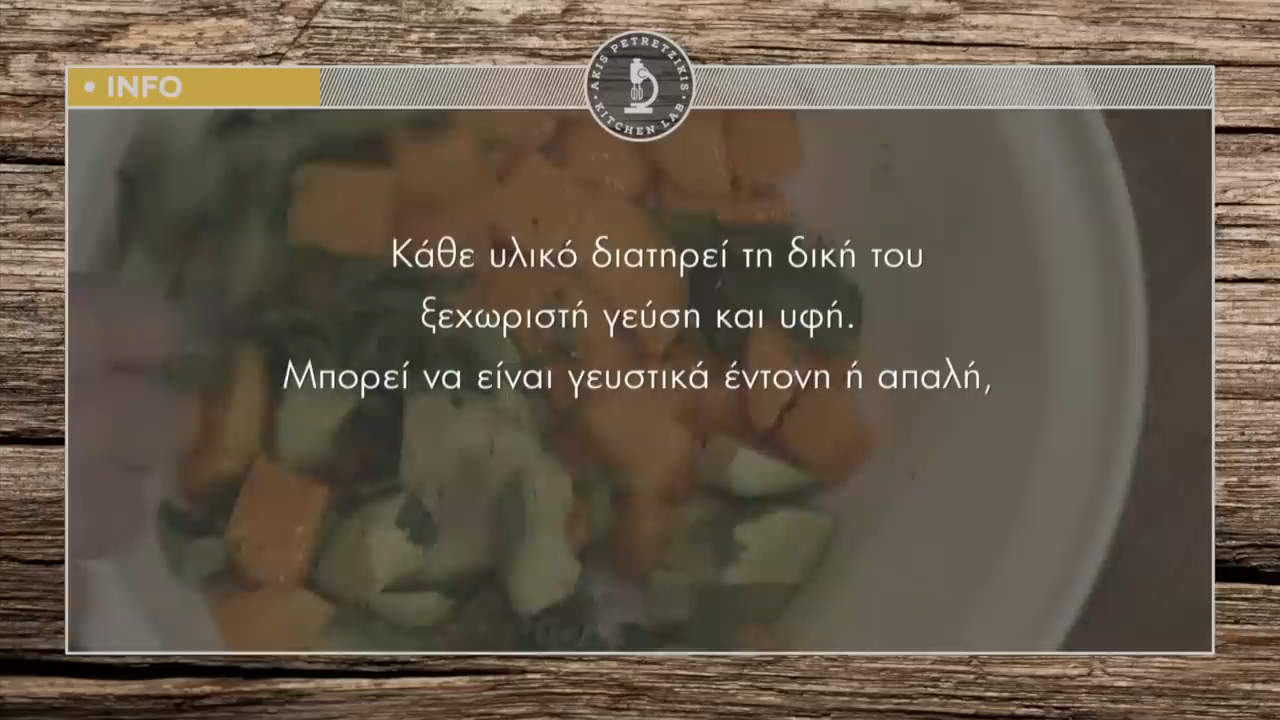 • INFO
AKIS PETRETZIKIS
• KITCHEN LAB •
Κάθε υλικό διατηρεί τη δική του
ξεχωριστή γεύση και υφή.
Μπορεί να είναι γευστικά έντονη ή απαλή,